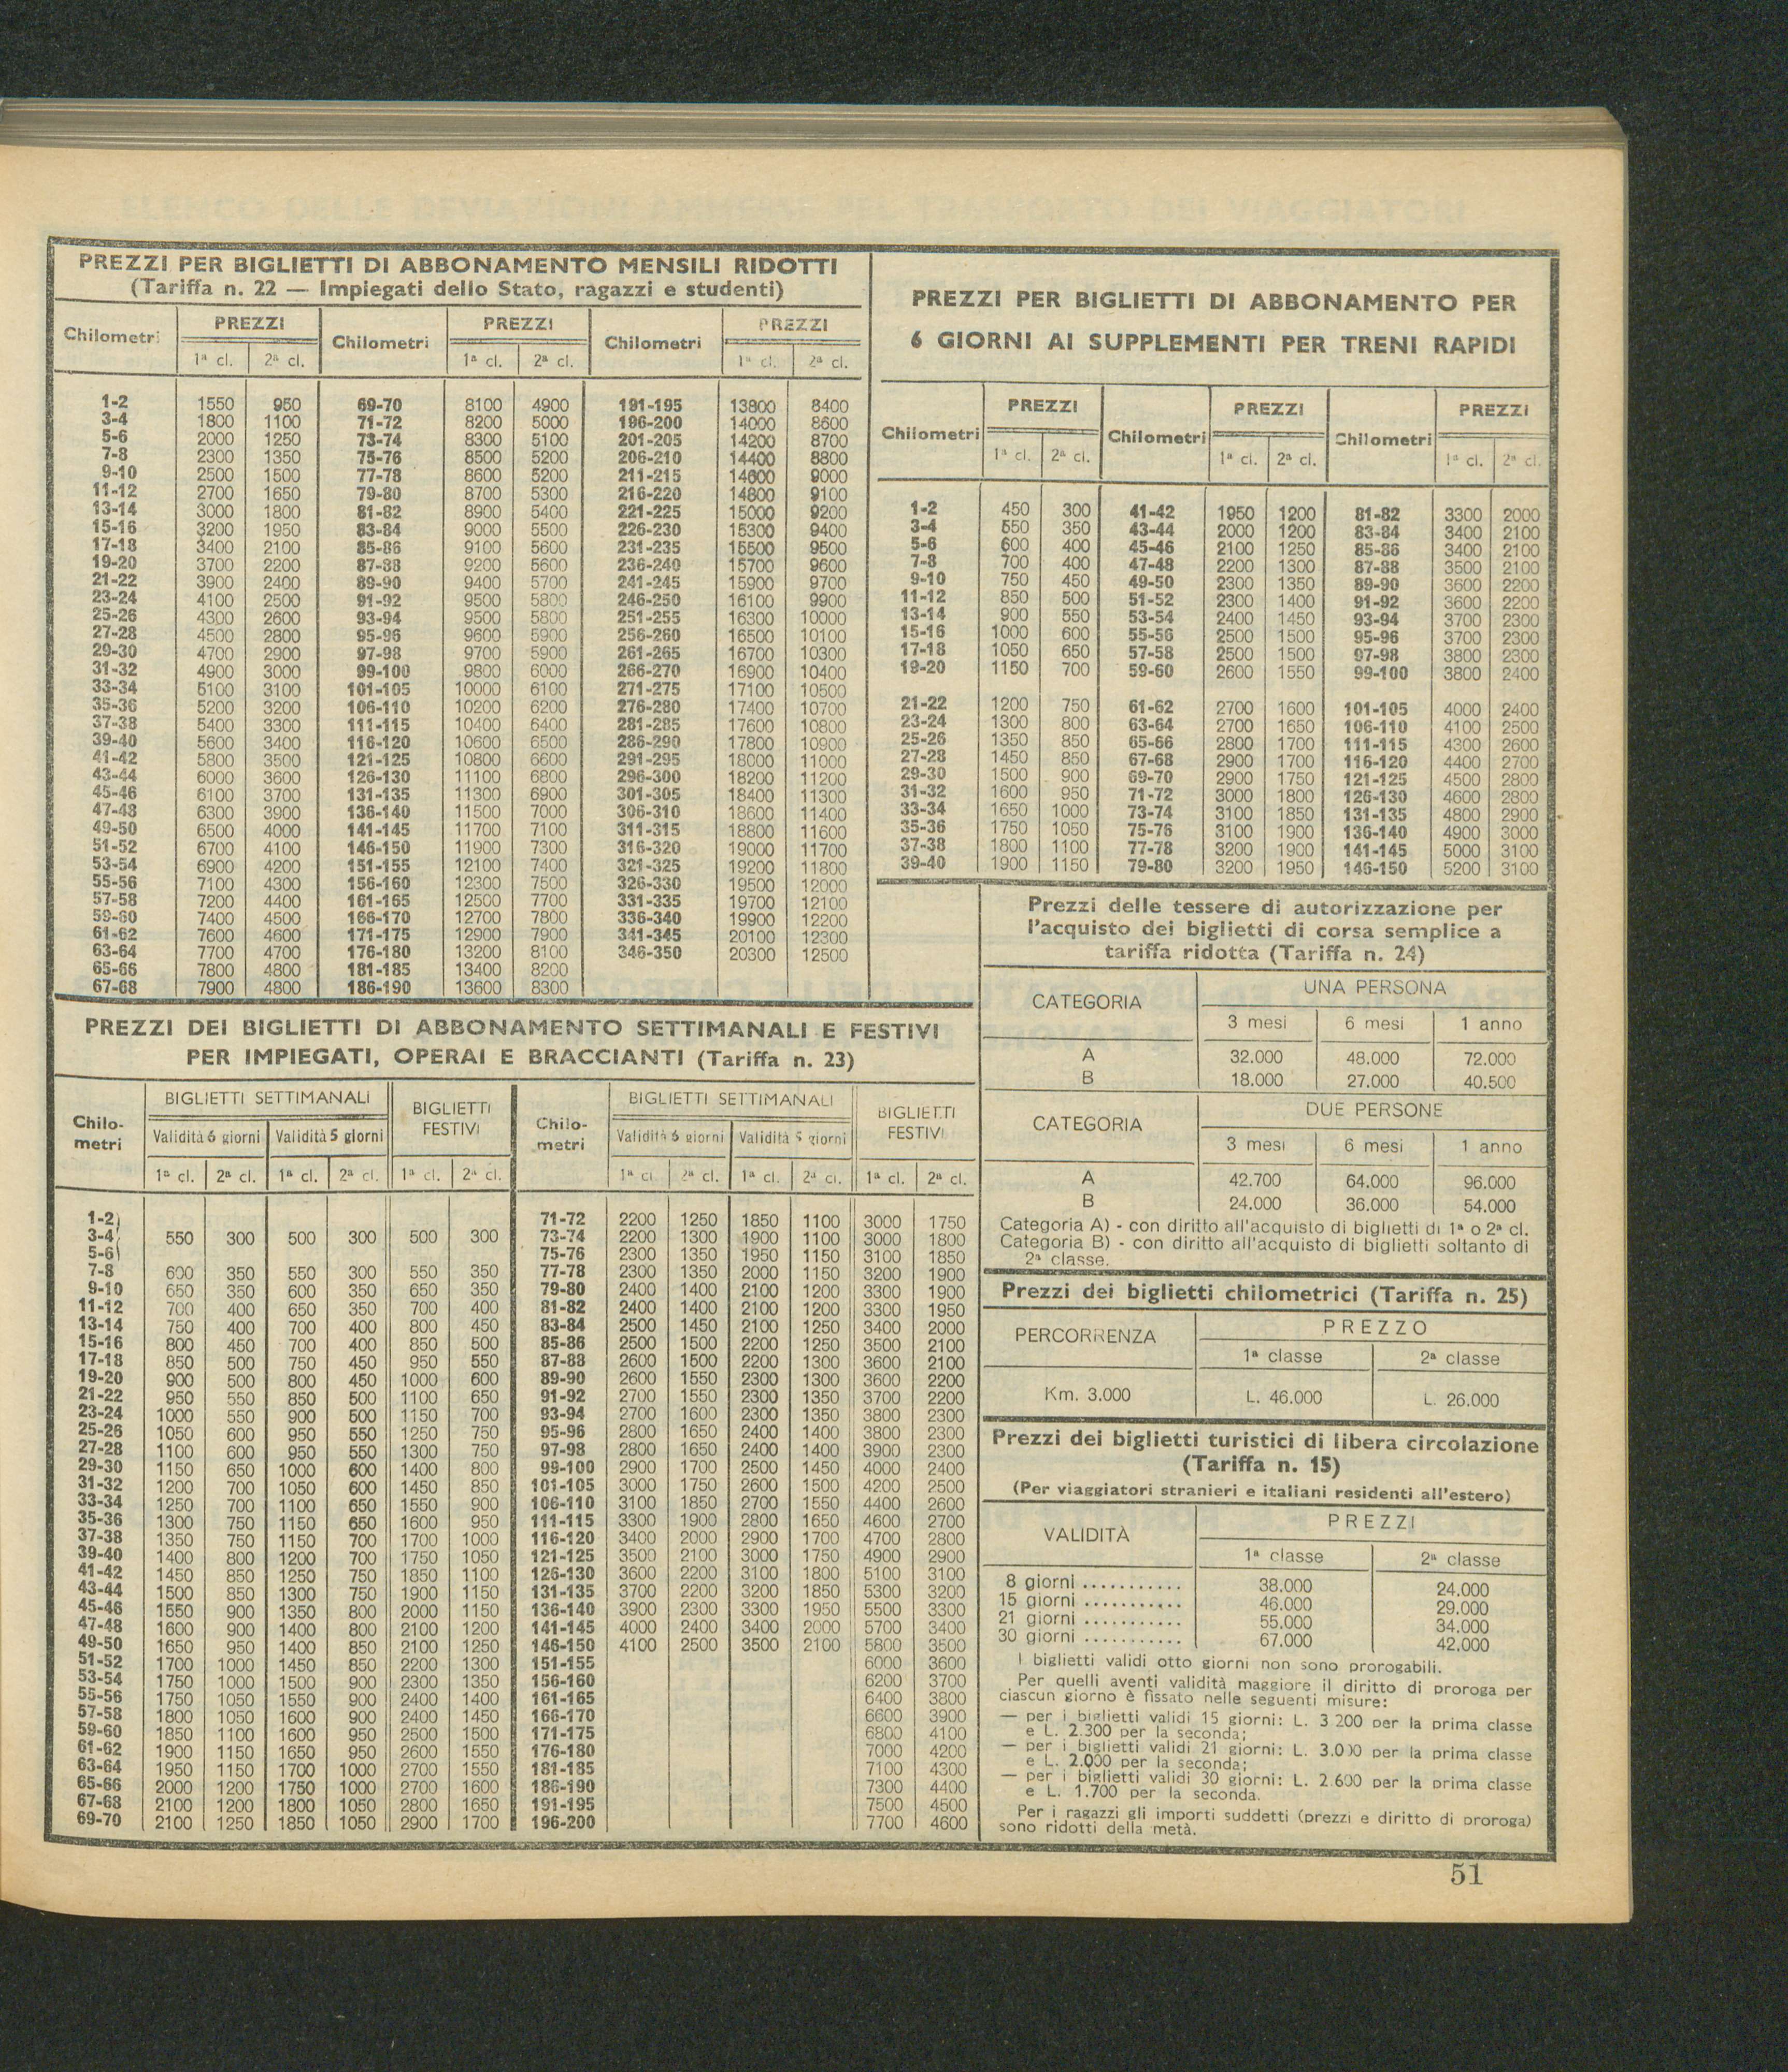 PREZZI PER BIGLIETTI DI ABBONAMENTO MENSILI RIDOTTI
(Tariffa n. 22 — Impiegati dello Stato, ragazzi e studenti)
Chilometri PREZZI Chilometri PREZZI Chilometri PREZZI
1ª cl. 2ª cl. 1ª cl. 2ª cl. 1ª cl. 2ª cl.
1-2 1550 950 69-70 8100 4900 191-195 13800 8400
3-4 1800 1100 71-72 8200 5000 196-200 14000 8600
5-6 2000 1250 73-74 8300 5100 201-205 14200 8700
7-8 2300 1350 75-76 8500 5200 206-210 14400 8800
9-10 2500 1500 77-78 8600 5200 211-215 14600 9000
11-12 2700 1650 79-80 8700 5300 216-220 14800 9100
13-14 3000 1800 81-82 8900 5400 221-225 15000 9200
15-16 3200 1950 83-84 9000 5500 226-230 15300 9400
17-18 3400 2100 85-86 9100 5600 231-235 15500 9500
19-20 3700 2200 87-88 9200 5600 236-240 15700 9600
21-22 3900 2400 89-90 9400 5700 241-245 15900 9700
23-24 4100 2500 91-92 9500 5800 246-250 16100 9900
25-26 4300 2600 93-94 9500 5800 251-255 16300 10000
27-28 4500 2800 95-96 9600 5900 256-260 16500 10100
29-30 4700 2900 97-98 9700 5900 261-265 16700 10300
31-32 4900 3000 99-100 9800 6000 266-270 16900 10400
33-34 5100 3100 101-105 10000 6100 271-275 17100 10500
35-36 5200 3200 106-110 10200 6200 276-280 17400 10700
37-38 5400 3300 111-115 10400 6400 281-285 17600 10800
39-40 5600 3400 116-120 10600 6500 286-290 17800 10900
41-42 5800 3500 121-125 10800 6600 291-295 18000 11000
43-44 6000 3600 126-130 11100 6800 296-300 18200 11200
45-46 6100 3700 131-135 11300 6900 301-305 18400 11300
47-48 6300 3900 136-140 11500 7000 306-310 18600 11400
49-50 6500 4000 141-145 11700 7100 311-315 18800 11600
51-52 6700 4100 146-150 11900 7300 316-320 19000 11700
53-54 6900 4200 151-155 12100 7400 321-325 19200 11800
55-56 7100 4300 156-160 12300 7500 326-330 19500 12000
57-58 7200 4400 161-165 12500 7700 331-335 19700 12100
59-60 7400 4500 166-170 12700 7800 336-340 19900 12200
61-62 7600 4600 171-175 12900 7900 341-345 20100 12300
63-64 7700 4700 176-180 13200 8100 346-350 20300 12500
65-66 7800 4800 181-185 13400 8200
67-68 7900 4800 186-190 13600 8300
PREZZI DEI BIGLIETTI DI ABBONAMENTO SETTIMANALI E FESTIVI
PER IMPIEGATI, OPERAI E BRACCIANTI (Tariffa n. 23)
Chilo-metri BIGLIETTI SETTIMANALI BIGLIETTI FESTIVI Chilo-metri BIGLIETTI SETTIMANALI BIGLIETTI FESTIVI
Validità 6 giorni Validità 5 giorni Validità 6 giorni Validità 5 giorni
1ª cl. 2ª cl. 1ª cl. 2ª cl. 1ª cl. 2ª cl. 1ª cl. 2ª cl. 1ª cl. 2ª cl. 1ª cl. 2ª cl.
1-2 71-72 2200 1250 1850 1100 3000 1750
3-4 550 300 500 300 500 300 73-74 2200 1300 1900 1100 3000 1800
5-6 75-76 2300 1350 1950 1150 3100 1850
7-8 600 350 550 300 550 350 77-78 2300 1350 2000 1150 3200 1900
9-10 650 350 600 350 650 350 79-80 2400 1400 2100 1200 3300 1900
11-12 700 400 650 350 700 400 81-82 2400 1400 2100 1200 3300 1950
13-14 750 400 700 400 800 450 83-84 2500 1450 2100 1250 3400 2000
15-16 800 450 700 400 850 500 85-86 2500 1500 2200 1250 3500 2100
17-18 850 500 750 450 950 550 87-88 2600 1500 2200 1300 3600 2100
19-20 900 500 800 450 1000 600 89-90 2600 1550 2300 1300 3600 2200
21-22 950 550 850 500 1100 650 91-92 2700 1550 2300 1350 3700 2200
23-24 1000 550 900 500 1150 700 93-94 2700 1600 2300 1350 3800 2300
25-26 1050 600 950 550 1250 750 95-96 2800 1650 2400 1400 3800 2300
27-28 1100 600 950 550 1300 750 97-98 2800 1650 2400 1400 3900 2300
29-30 1150 650 1000 600 1400 800 99-100 2900 1700 2500 1450 4000 2400
31-32 1200 700 1050 600 1450 850 101-105 3000 1750 2600 1500 4200 2500
33-34 1250 700 1100 650 1550 900 106-110 3100 1850 2700 1550 4400 2600
35-36 1300 750 1150 650 1600 950 111-115 3300 1900 2800 1650 4600 2700
37-38 1350 750 1150 700 1700 1000 116-120 3400 2000 2900 1700 4700 2800
39-40 1400 800 1200 700 1750 1050 121-125 3500 2100 3000 1750 4900 2900
41-42 1450 850 1250 750 1850 1100 126-130 3600 2200 3100 1800 5100 3100
43-44 1500 850 1300 750 1900 1150 131-135 3700 2200 3200 1850 5300 3200
45-46 1550 900 1350 800 2000 1150 136-140 3900 2300 3300 1950 5500 3300
47-48 1600 900 1400 800 2100 1200 141-145 4000 2400 3400 2000 5700 3400
49-50 1650 950 1400 850 2100 1250 146-150 4100 2500 3500 2100 5800 3500
51-52 1700 1000 1450 850 2200 1300 151-155 6000 3600
53-54 1750 1000 1500 900 2300 1350 156-160 6200 3700
55-56 1750 1050 1550 900 2400 1400 161-165 6400 3800
57-58 1800 1050 1600 900 2400 1450 166-170 6600 3900
59-60 1850 1100 1600 950 2500 1500 171-175 6800 4100
61-62 1900 1150 1650 950 2600 1550 176-180 7000 4200
63-64 1950 1150 1700 1000 2700 1550 181-185 7100 4300
65-66 2000 1200 1750 1000 2700 1600 186-190 7300 4400
67-68 2100 1200 1800 1050 2800 1650 191-195 7500 4500
69-70 2100 1250 1850 1050 2900 1700 196-200 7700 4600
PREZZI PER BIGLIETTI DI ABBONAMENTO PER
6 GIORNI AI SUPPLEMENTI PER TRENI RAPIDI
Chilometri PREZZI Chilometri PREZZI Chilometri PREZZI
1ª cl. 2ª cl. 1ª cl. 2ª cl. 1ª cl. 2ª cl.
1-2 450 300 41-42 1950 1200 81-82 3300 2000
3-4 550 350 43-44 2000 1200 83-84 3400 2100
5-6 600 400 45-46 2100 1250 85-86 3400 2100
7-8 700 400 47-48 2200 1300 87-88 3500 2100
9-10 750 450 49-50 2300 1350 89-90 3600 2200
11-12 850 500 51-52 2300 1400 91-92 3600 2200
13-14 900 550 53-54 2400 1450 93-94 3700 2300
15-16 1000 600 55-56 2500 1500 95-96 3700 2300
17-18 1050 650 57-58 2500 1500 97-98 3800 2300
19-20 1150 700 59-60 2600 1550 99-100 3800 2400
21-22 1200 750 61-62 2700 1600 101-105 4000 2400
23-24 1300 800 63-64 2700 1650 106-110 4100 2500
25-26 1350 850 65-66 2800 1700 111-115 4300 2600
27-28 1450 850 67-68 2900 1700 116-120 4400 2700
29-30 1500 900 69-70 2900 1750 121-125 4500 2800
31-32 1600 950 71-72 3000 1800 126-130 4600 2800
33-34 1650 1000 73-74 3100 1850 131-135 4800 2900
35-36 1750 1050 75-76 3100 1900 136-140 4900 3000
37-38 1800 1100 77-78 3200 1900 141-145 5000 3100
39-40 1900 1150 79-80 3200 1950 146-150 5200 3100
Prezzi delle tessere di autorizzazione per
l'acquisto dei biglietti di corsa semplice a
tariffa ridotta (Tariffa n. 24)
CATEGORIA UNA PERSONA
3 mesi 6 mesi 1 anno
A 32.000 48.000 72.000
B 18.000 27.000 40.500
CATEGORIA DUE PERSONE
3 mesi 6 mesi 1 anno
A 42.700 64.000 96.000
B 24.000 36.000 54.000
Categoria A) - con diritto all'acquisto di biglietti di 1ª o 2ª cl.
Categoria B) - con diritto all'acquisto di biglietti soltanto di
2ª classe.
Prezzi dei biglietti chilometrici (Tariffa n. 25)
PERCORRENZA PREZZO
1ª classe 2ª classe
Km. 3.000 L. 46.000 L. 26.000
Prezzi dei biglietti turistici di libera circolazione
(Tariffa n. 15)
(Per viaggiatori stranieri e italiani residenti all'estero)
VALIDITÀ PREZZI
1ª classe 2ª classe
8 giorni ........... 38.000 24.000
15 giorni ........... 46.000 29.000
21 giorni ........... 55.000 34.000
30 giorni ........... 67.000 42.000
I biglietti validi otto giorni non sono prorogabili.
Per quelli aventi validità maggiore il diritto di proroga per
ciascun giorno è fissato nelle seguenti misure:
— per i biglietti validi 15 giorni: L. 3 200 per la prima classe
e L. 2.300 per la seconda;
— per i biglietti validi 21 giorni: L. 3.000 per la prima classe
e L. 2.000 per la seconda;
— per i biglietti validi 30 giorni: L. 2.600 per la prima classe
e L. 1.700 per la seconda.
Per i ragazzi gli importi suddetti (prezzi e diritto di proroga)
sono ridotti della metà.
51